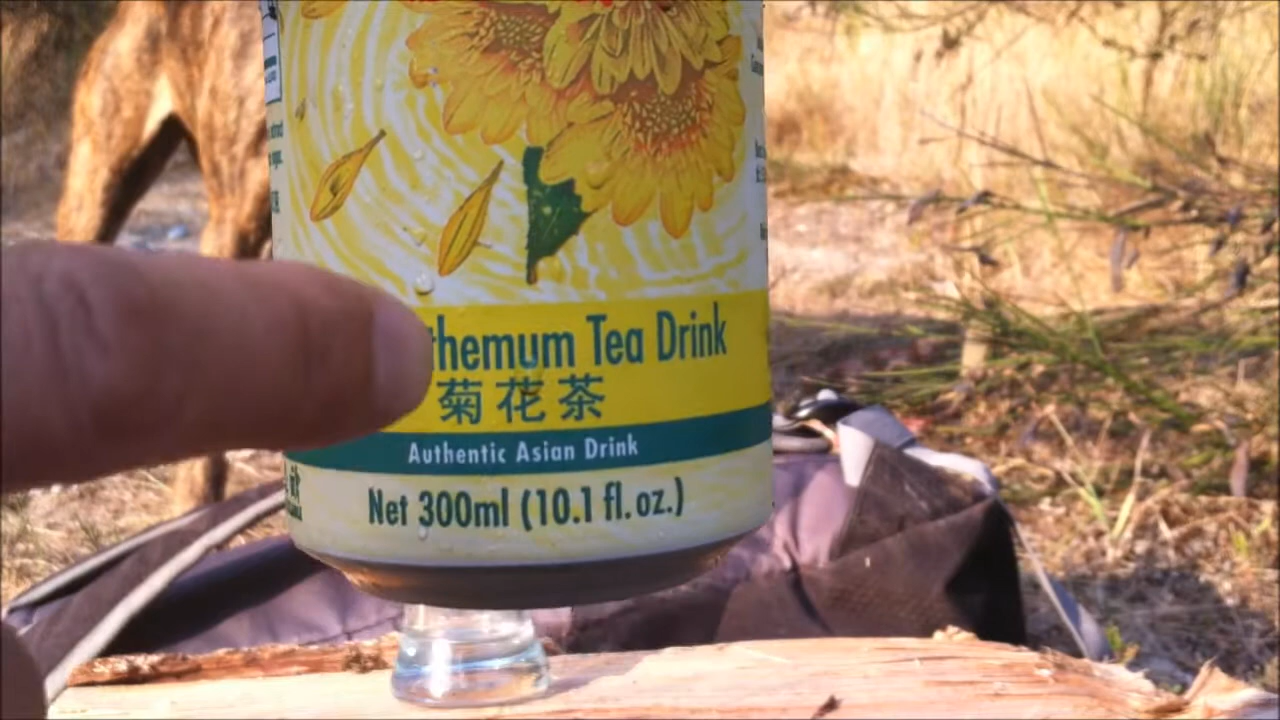 themum Tea Drink
菊花茶
Authentic Asian Drink
Net 300ml (10.1 fl.oz.)